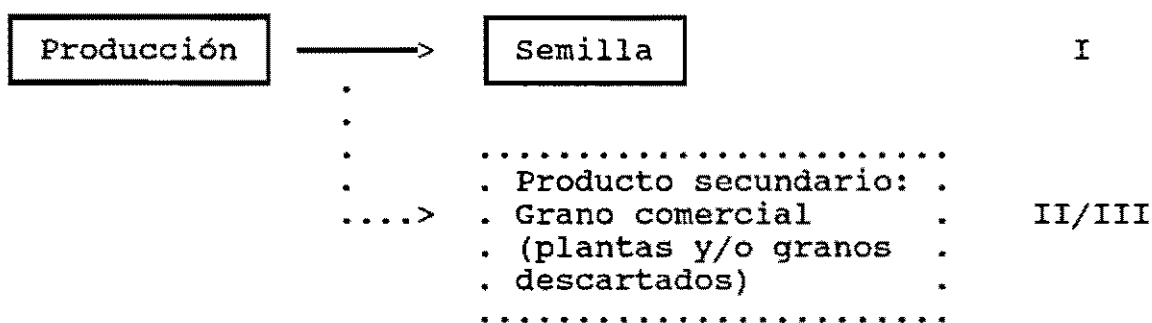 Producción ———> Semilla I
. Producto secundario: .
....> . Grano comercial . II/III
. (plantas y/o granos .
. descartados) .